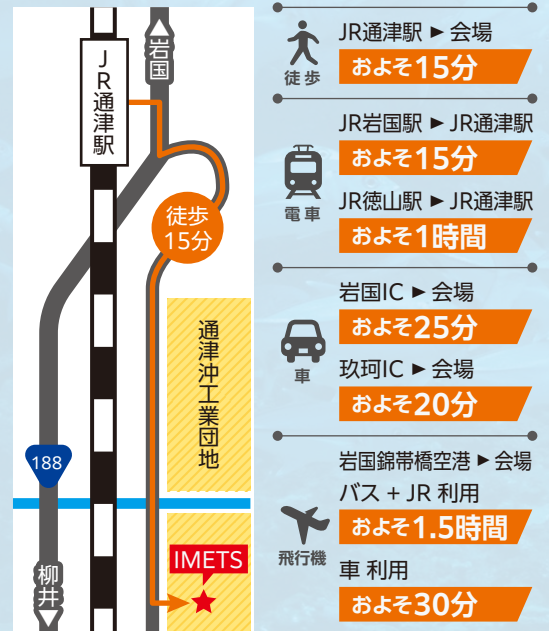 岩国
JR通津駅
徒歩
15分
通津沖工業団地
188
IMETS
柳井
徒歩
JR通津駅 ► 会場
およそ15分
電車
JR岩国駅 ► JR通津駅
およそ15分
JR徳山駅 ► JR通津駅
およそ1時間
車
岩国IC ► 会場
およそ25分
玖珂IC ► 会場
およそ20分
飛行機
岩国錦帯橋空港 ► 会場
バス + JR 利用
およそ1.5時間
車 利用
およそ30分